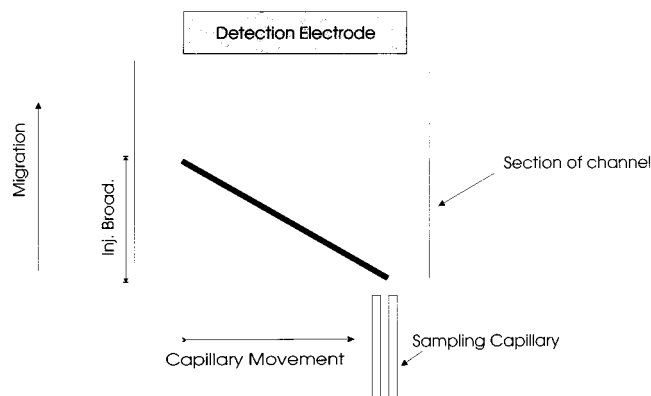 Detection Electrode
Migration
Inj. Broad.
Section of channel
Sampling Capillary
Capillary Movement